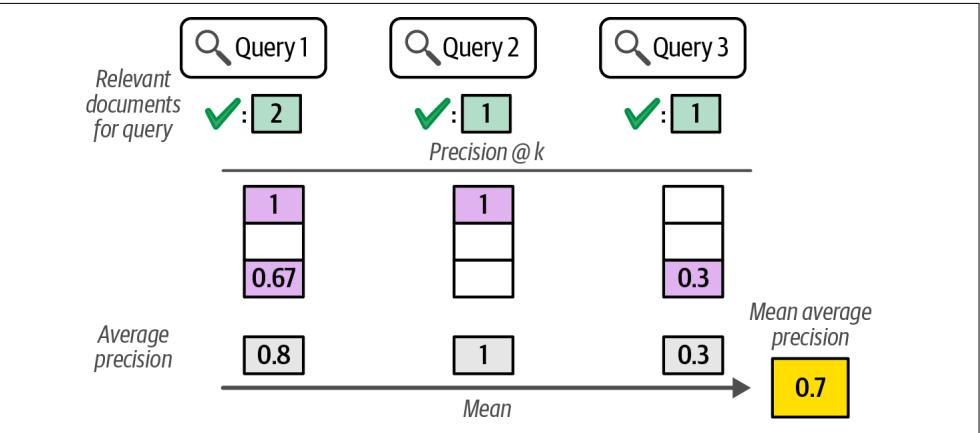 Query 1
Query 2
Query 3
Relevant
documents
for query
: 2
: 1
: 1
Precision @ k
1
1
0.67
0.3
Average
precision
0.8
1
0.3
Mean average
precision
0.7
Mean